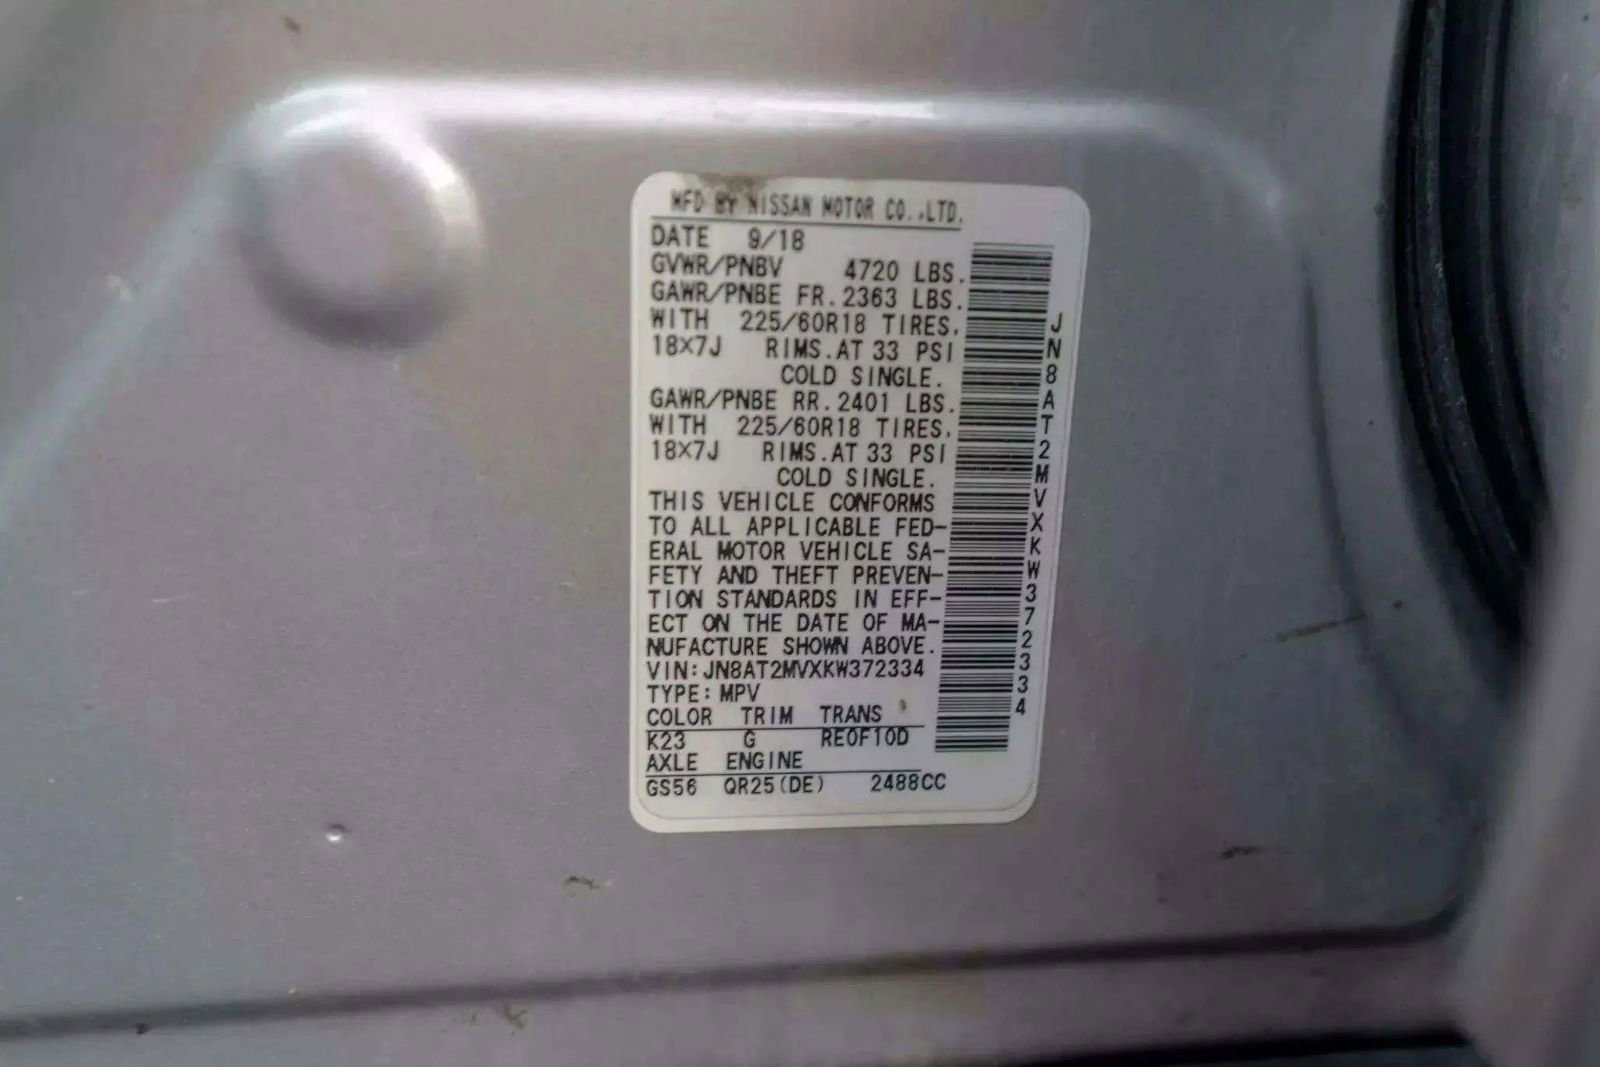 MFD BY NISSAN MOTOR CO.,LTD.
DATE 9/18
GVWR/PNBV 4720 LBS.
GAWR/PNBE FR. 2363 LBS.
WITH 225/60R18 TIRES,
18X7J RIMS.AT 33 PSI
COLD SINGLE.
GAWR/PNBE RR. 2401 LBS.
WITH 225/60R18 TIRES,
18X7J RIMS.AT 33 PSI
COLD SINGLE.
THIS VEHICLE CONFORMS
TO ALL APPLICABLE FED-
ERAL MOTOR VEHICLE SA-
FETY AND THEFT PREVEN-
TION STANDARDS IN EFF-
ECT ON THE DATE OF MA-
NUFACTURE SHOWN ABOVE.
VIN:JN8AT2MVXKW372334
TYPE:MPV
COLOR TRIM TRANS
K23 G RE0F10D
AXLE ENGINE
GS56 QR25(DE) 2488CC
JN8AT2MVXKW372334